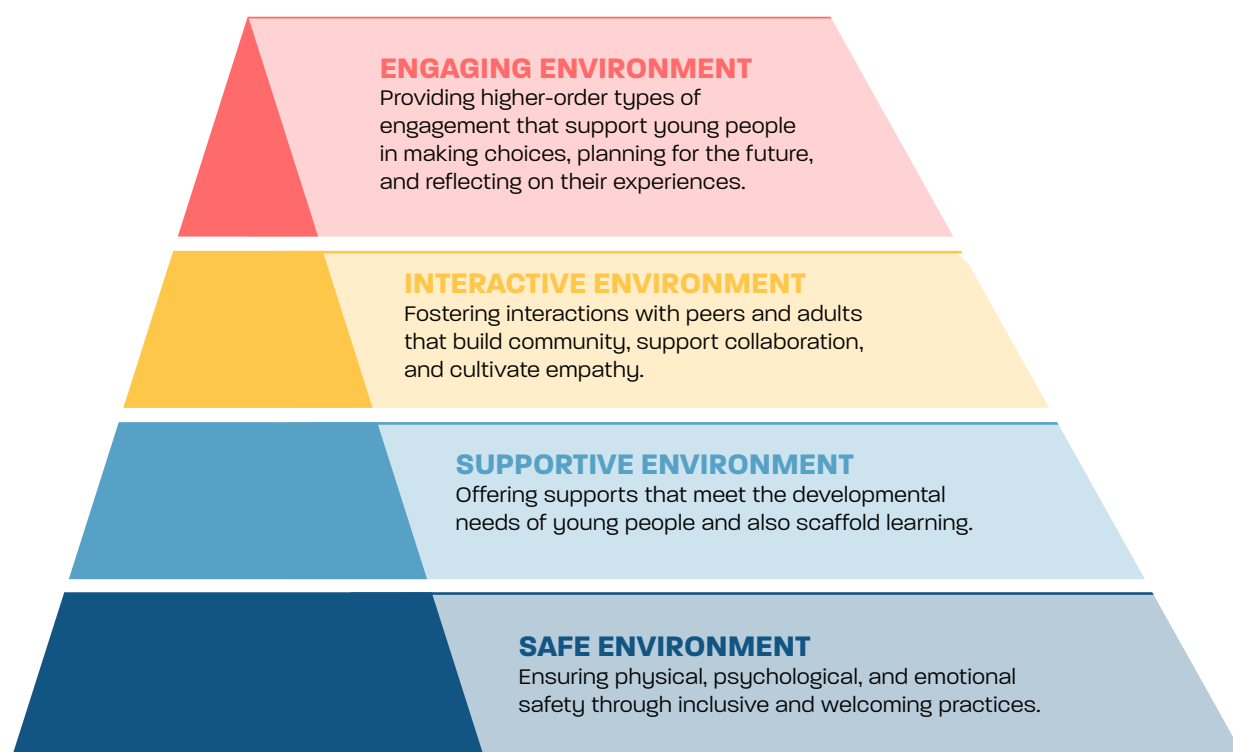 ENGAGING ENVIRONMENT
Providing higher-order types of
engagement that support young people
in making choices, planning for the future,
and reflecting on their experiences.
INTERACTIVE ENVIRONMENT
Fostering interactions with peers and adults
that build community, support collaboration,
and cultivate empathy.
SUPPORTIVE ENVIRONMENT
Offering supports that meet the developmental
needs of young people and also scaffold learning.
SAFE ENVIRONMENT
Ensuring physical, psychological, and emotional
safety through inclusive and welcoming practices.